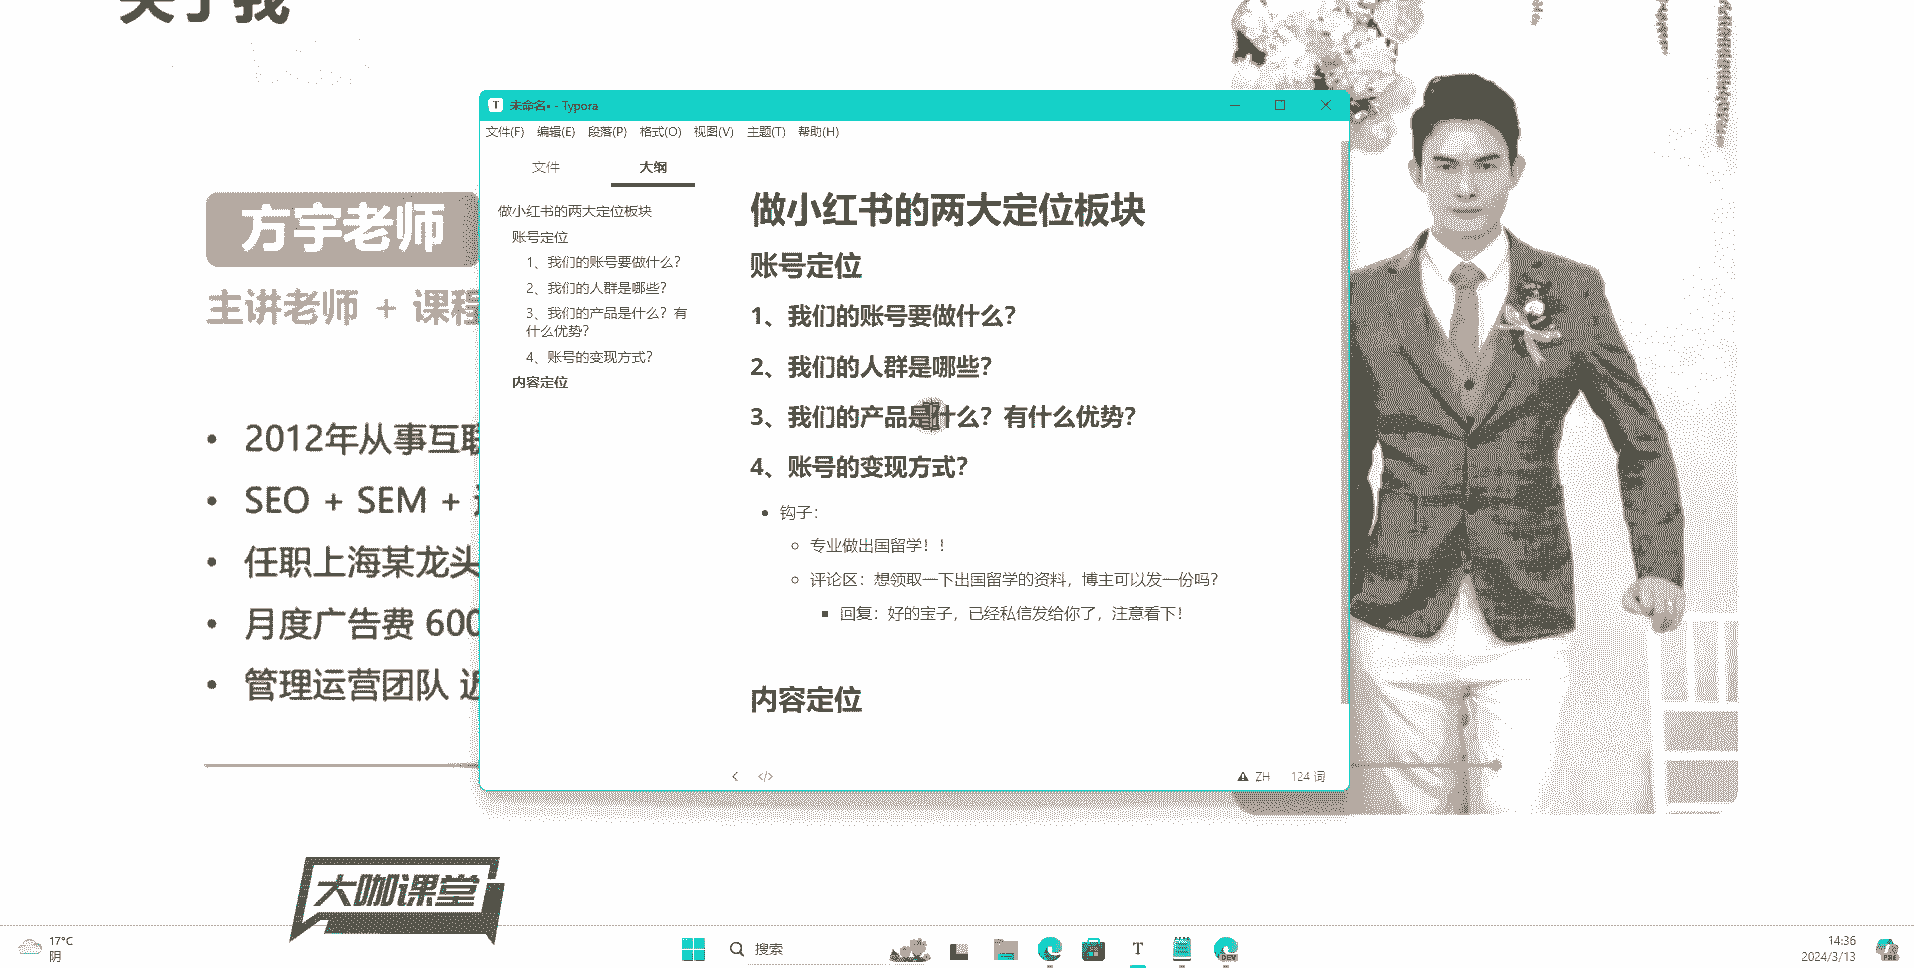 关于我
方宇老师
主讲老师 + 课程
2012年从事互联
SEO + SEM +
任职上海某龙头
月度广告费 600
管理运营团队 近
大咖课堂
未命名• - Typora
文件(F) 编辑(E) 段落(P) 格式(O) 视图(V) 主题(T) 帮助(H)
文件 大纲
做小红书的两大定位板块
账号定位
1、我们的账号要做什么?
2、我们的人群是哪些?
3、我们的产品是什么? 有
什么优势?
4、账号的变现方式?
内容定位
做小红书的两大定位板块
账号定位
1、我们的账号要做什么?
2、我们的人群是哪些?
3、我们的产品是什么? 有什么优势?
4、账号的变现方式?
钩子:
专业做出国留学! !
评论区: 想领取一下出国留学的资料, 博主可以发一份吗?
回复: 好的宝子, 已经私信发给你了, 注意看下!
内容定位
ZH 124 词
17°C
阴
搜索
14:36
2024/3/13